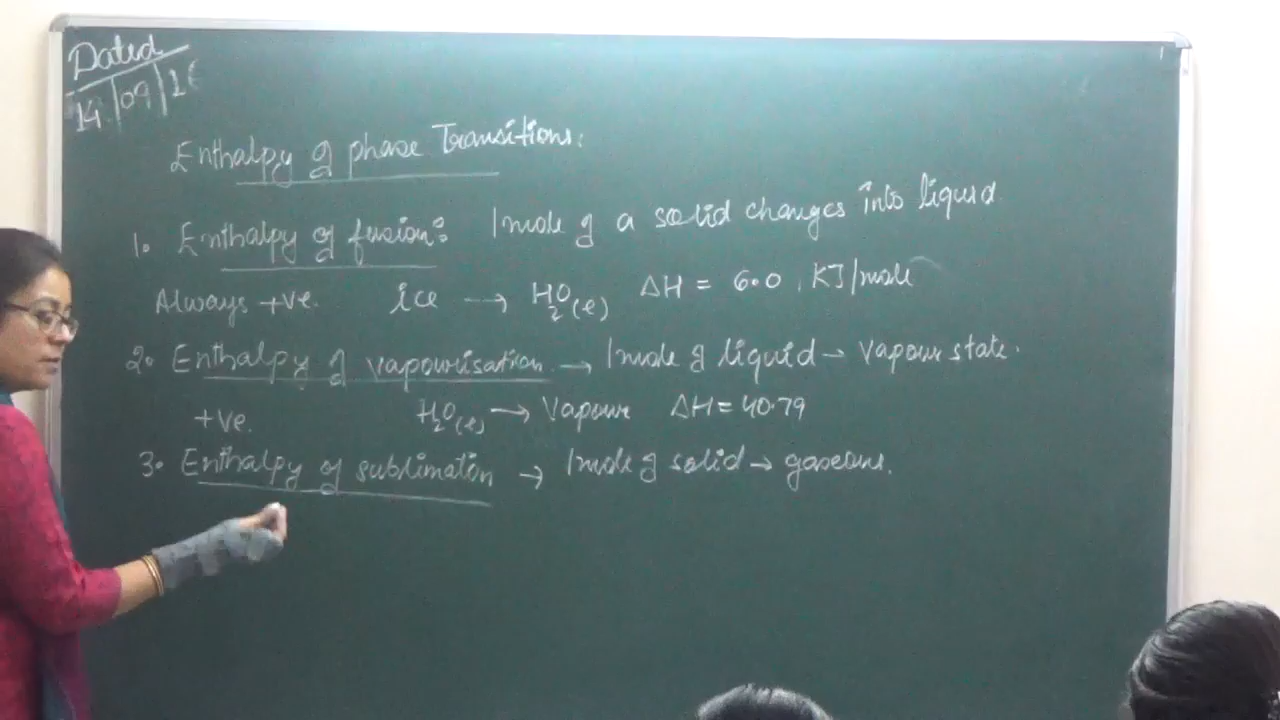 Dated
14/09/16
Enthalpy of phase Transitions:
1. Enthalpy of fusion: 1 mole of a solid changes into liquid.
Always +ve. ice → H₂O(l) ΔH = 6.0 KJ/mole
2. Enthalpy of vapourisation → 1 mole of liquid → vapour state.
+ve. H₂O(l) → Vapour ΔH = 40.79
3. Enthalpy of sublimation → 1 mole of solid → gaseous.